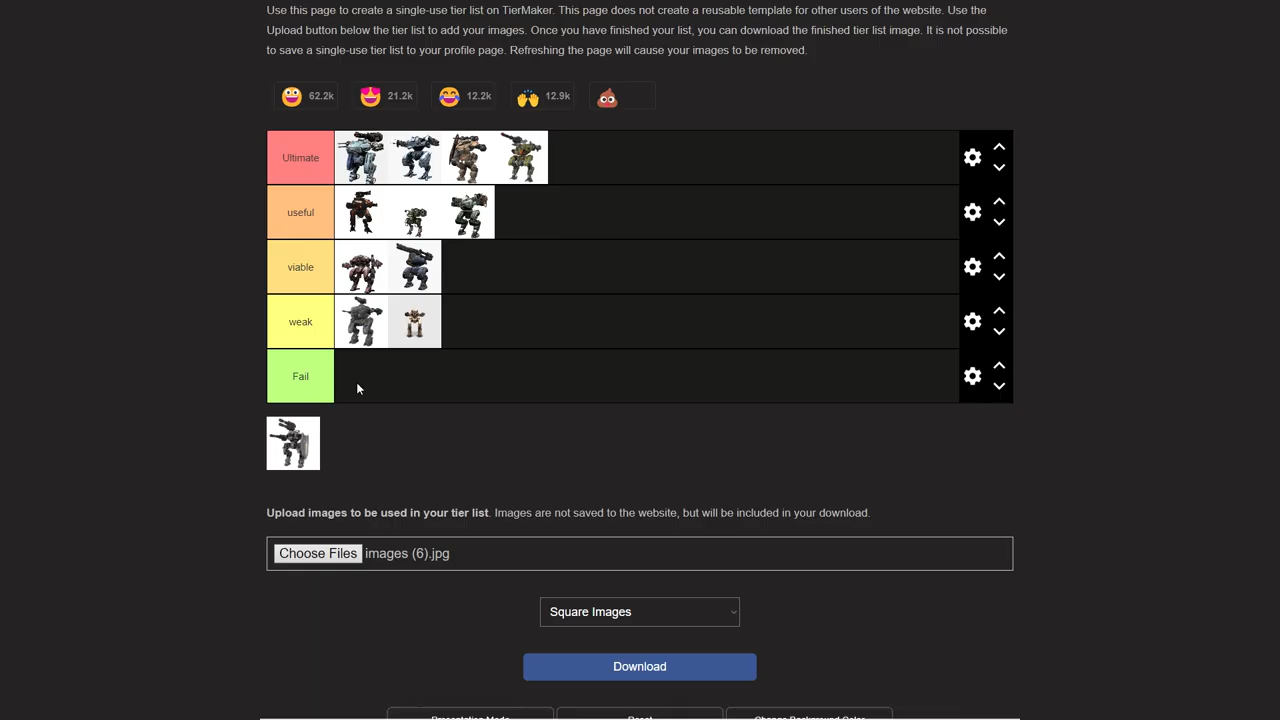 Use this page to create a single-use tier list on TierMaker. This page does not create a reusable template for other users of the website. Use the
Upload button below the tier list to add your images. Once you have finished your list, you can download the finished tier list image. It is not possible
to save a single-use tier list to your profile page. Refreshing the page will cause your images to be removed.
62.2k 21.2k 12.2k 12.9k
Ultimate
useful
viable
weak
Fail
Upload images to be used in your tier list. Images are not saved to the website, but will be included in your download.
Choose Files images (6).jpg
Square Images
Download
Presentation Mode Reset Change Background Color